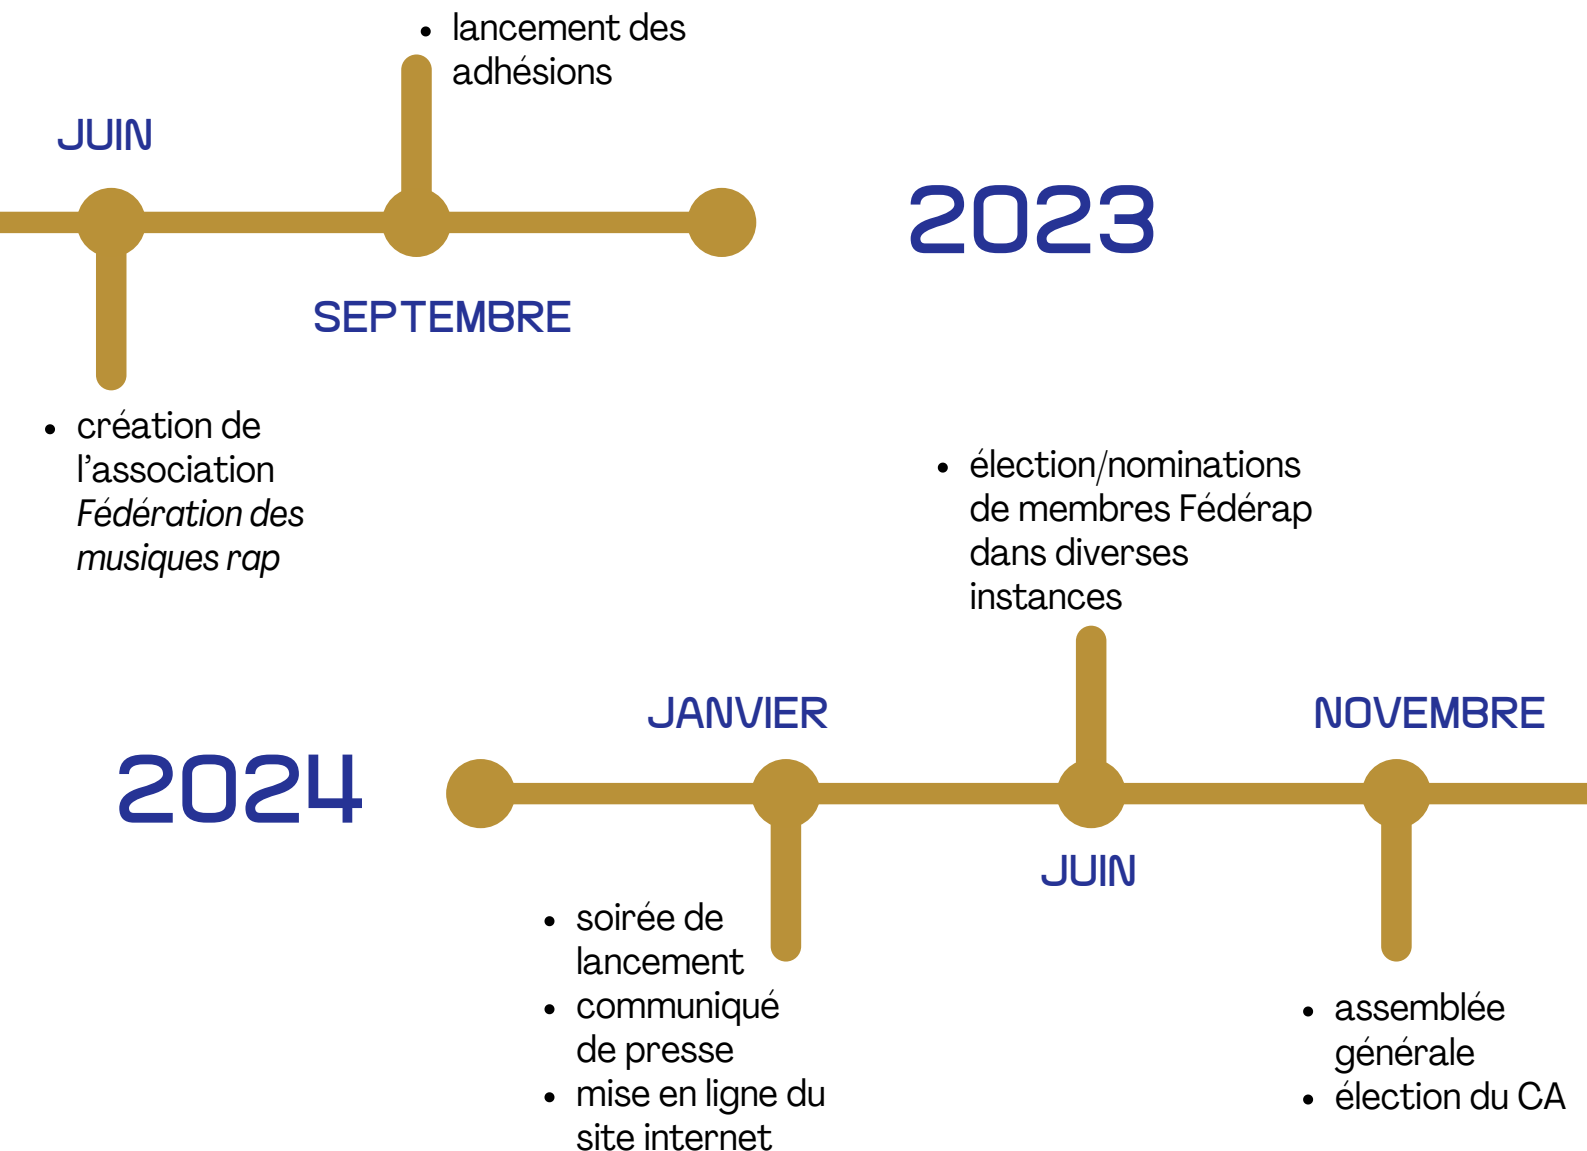 lancement des
adhésions
JUIN
2023
SEPTEMBRE
création de
l’association
Fédération des
musiques rap
élection/nominations
de membres Fédérap
dans diverses
instances
2024
JANVIER
NOVEMBRE
JUIN
soirée de
lancement
communiqué
de presse
mise en ligne du
site internet
assemblée
générale
élection du CA